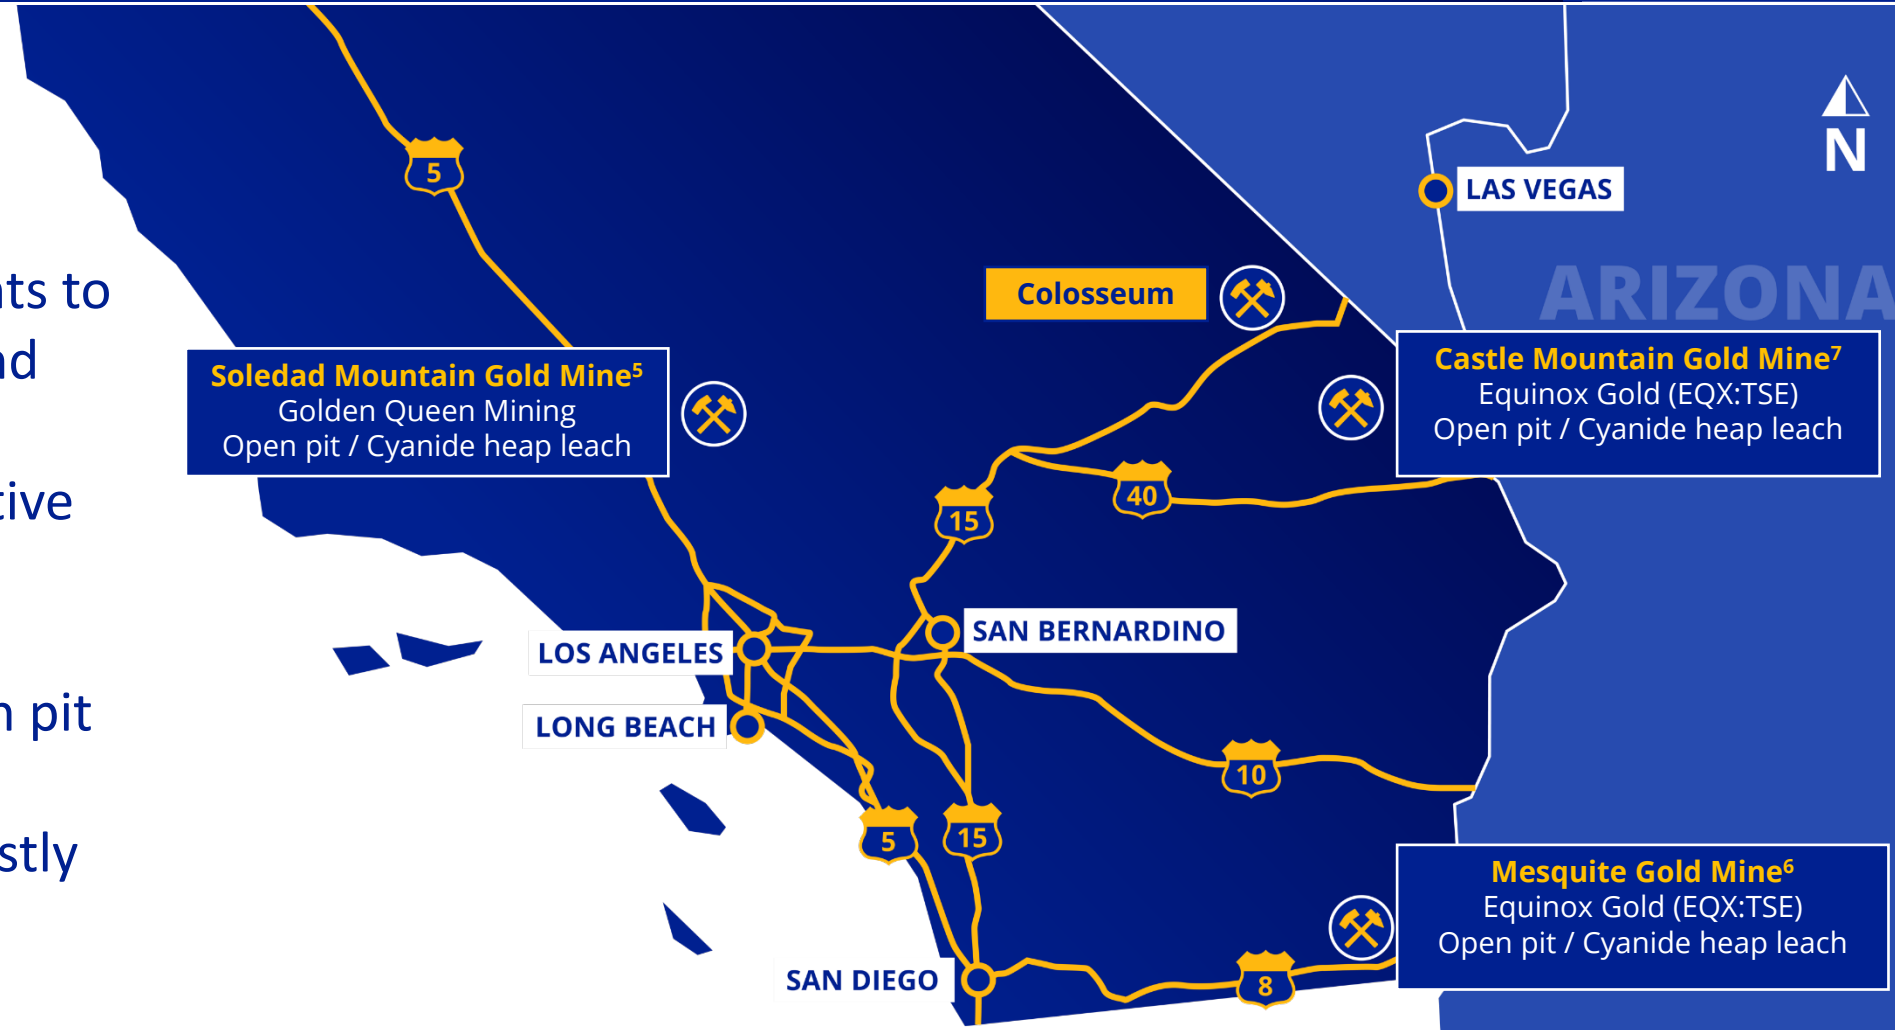 5
N
LAS VEGAS
ARIZONA
Colosseum
Soledad Mountain Gold Mine⁵
Golden Queen Mining
Open pit / Cyanide heap leach
Castle Mountain Gold Mine⁷
Equinox Gold (EQX:TSE)
Open pit / Cyanide heap leach
to
40
15
SAN BERNARDINO
LOS ANGELES
LONG BEACH
pit
10
5
15
Mesquite Gold Mine⁶
Equinox Gold (EQX:TSE)
Open pit / Cyanide heap leach
SAN DIEGO
8